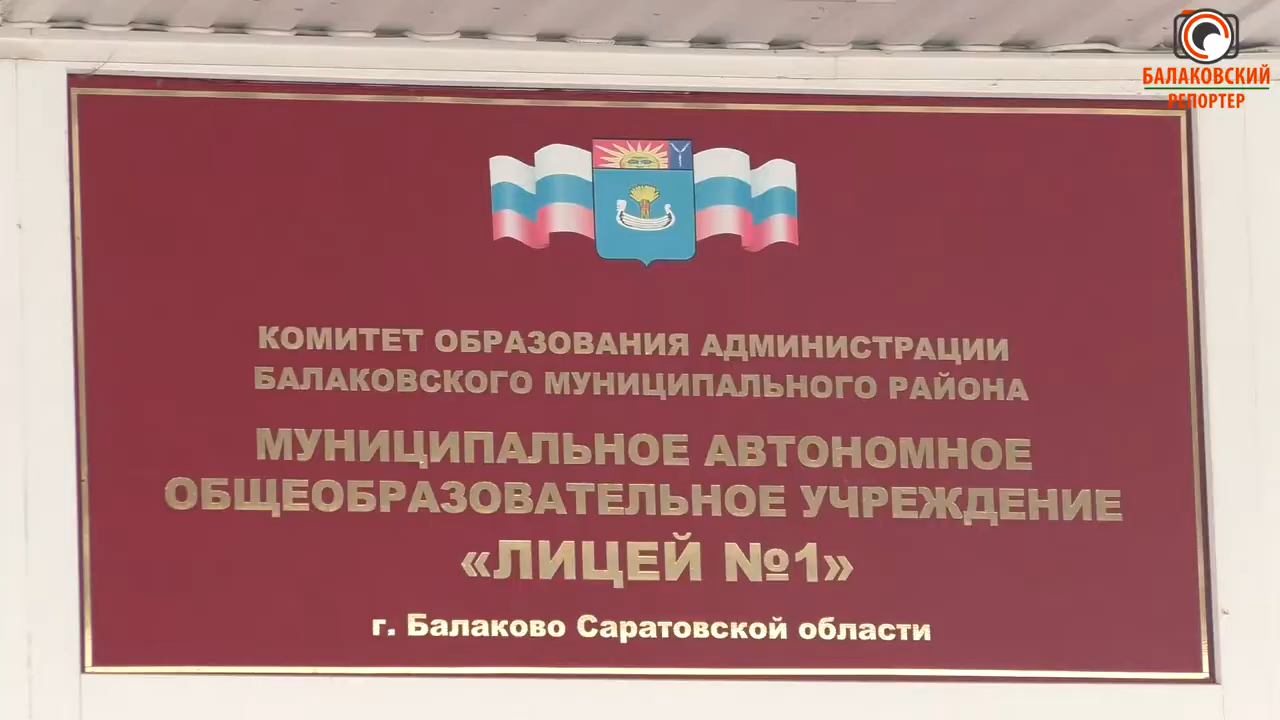 БАЛАКОВСКИЙ
РЕПОРТЕР
КОМИТЕТ ОБРАЗОВАНИЯ АДМИНИСТРАЦИИ
БАЛАКОВСКОГО МУНИЦИПАЛЬНОГО РАЙОНА
МУНИЦИПАЛЬНОЕ АВТОНОМНОЕ
ОБЩЕОБРАЗОВАТЕЛЬНОЕ УЧРЕЖДЕНИЕ
«ЛИЦЕЙ №1»
г. Балаково Саратовской области